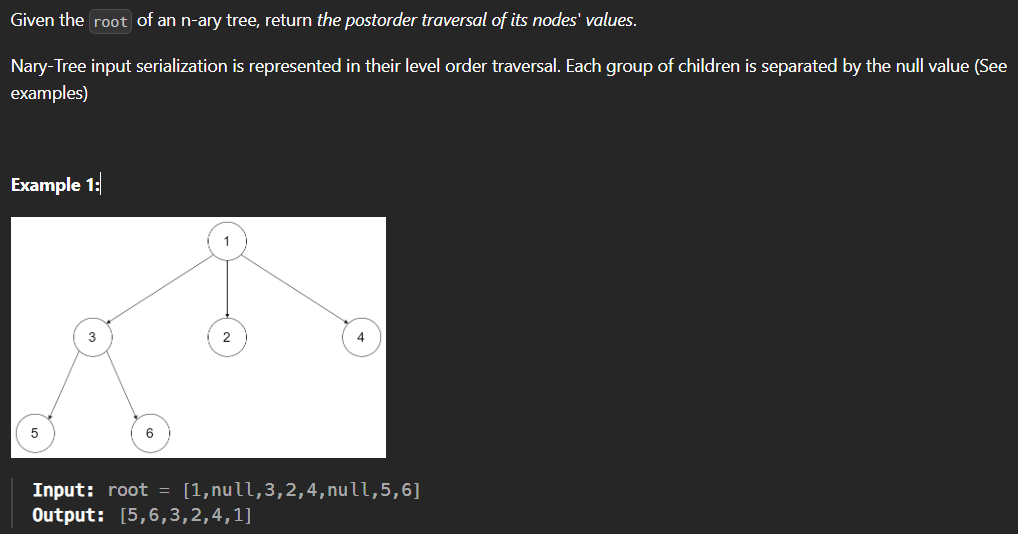 Given the root of an n-ary tree, return the postorder traversal of its nodes' values.
Nary-Tree input serialization is represented in their level order traversal. Each group of children is separated by the null value (See
examples)
Example 1:
1
3
2
4
5
6
Input: root = [1,null,3,2,4,null,5,6]
Output: [5,6,3,2,4,1]